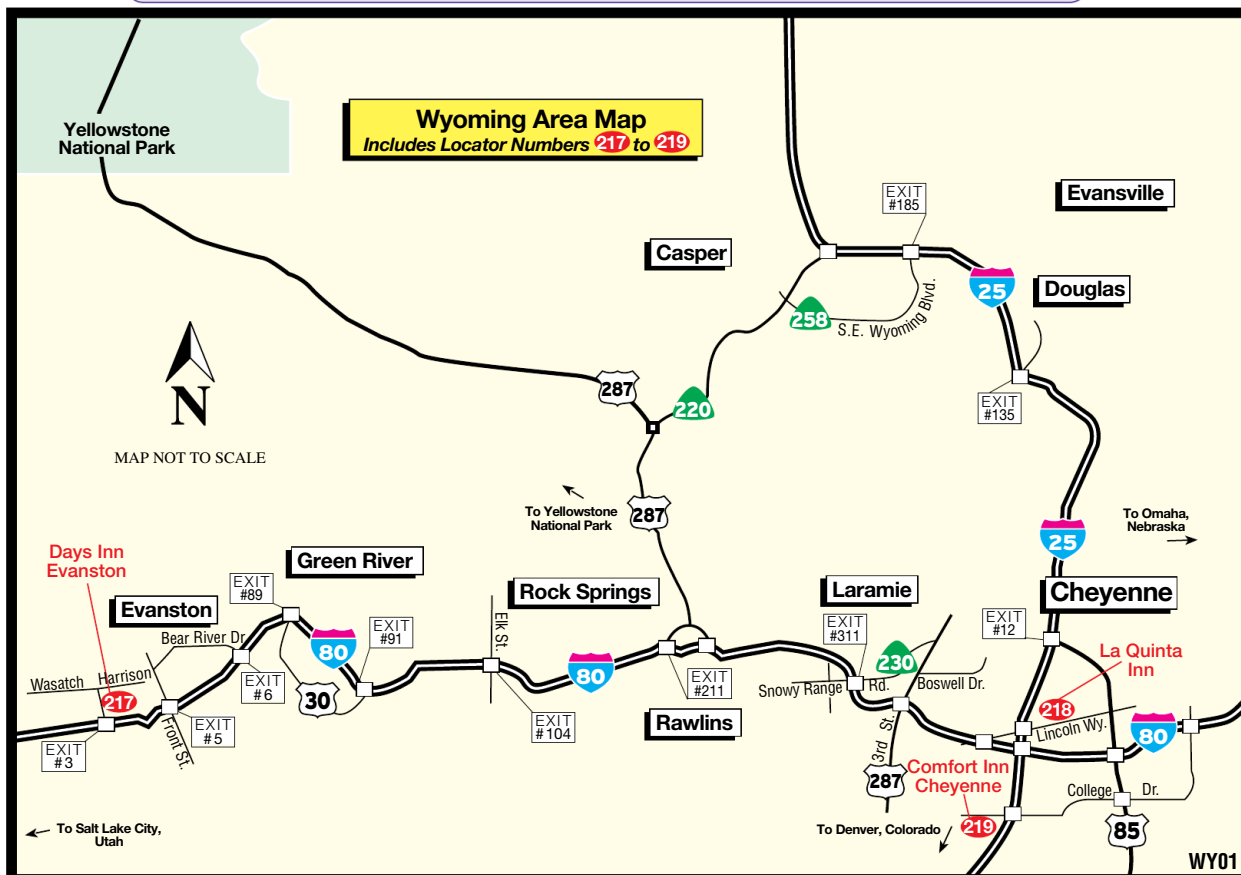 Wyoming Area Map
Includes Locator Numbers 217 to 219
Yellowstone
National Park
EXIT
#185
Evansville
Casper
25
Douglas
258
S.E. Wyoming Blvd.
287
220
EXIT
#135
N
MAP NOT TO SCALE
To Yellowstone
National Park
287
To Omaha,
Nebraska
25
Days Inn
Evanston
Green River
EXIT
#89
Evanston
Bear River Dr.
80
EXIT
#91
Rock Springs
Elk St.
80
Laramie
EXIT
#311
230
Cheyenne
EXIT
#12
La Quinta
Inn
Wasatch
Harrison
217
EXIT
#6
30
EXIT
#211
Snowy Range Rd.
Boswell Dr.
218
Lincoln Wy.
80
EXIT
#3
Front St.
EXIT
#5
EXIT
#104
Rawlins
3rd St.
287
Comfort Inn
Cheyenne
College Dr.
To Salt Lake City,
Utah
To Denver, Colorado
219
85
WY01